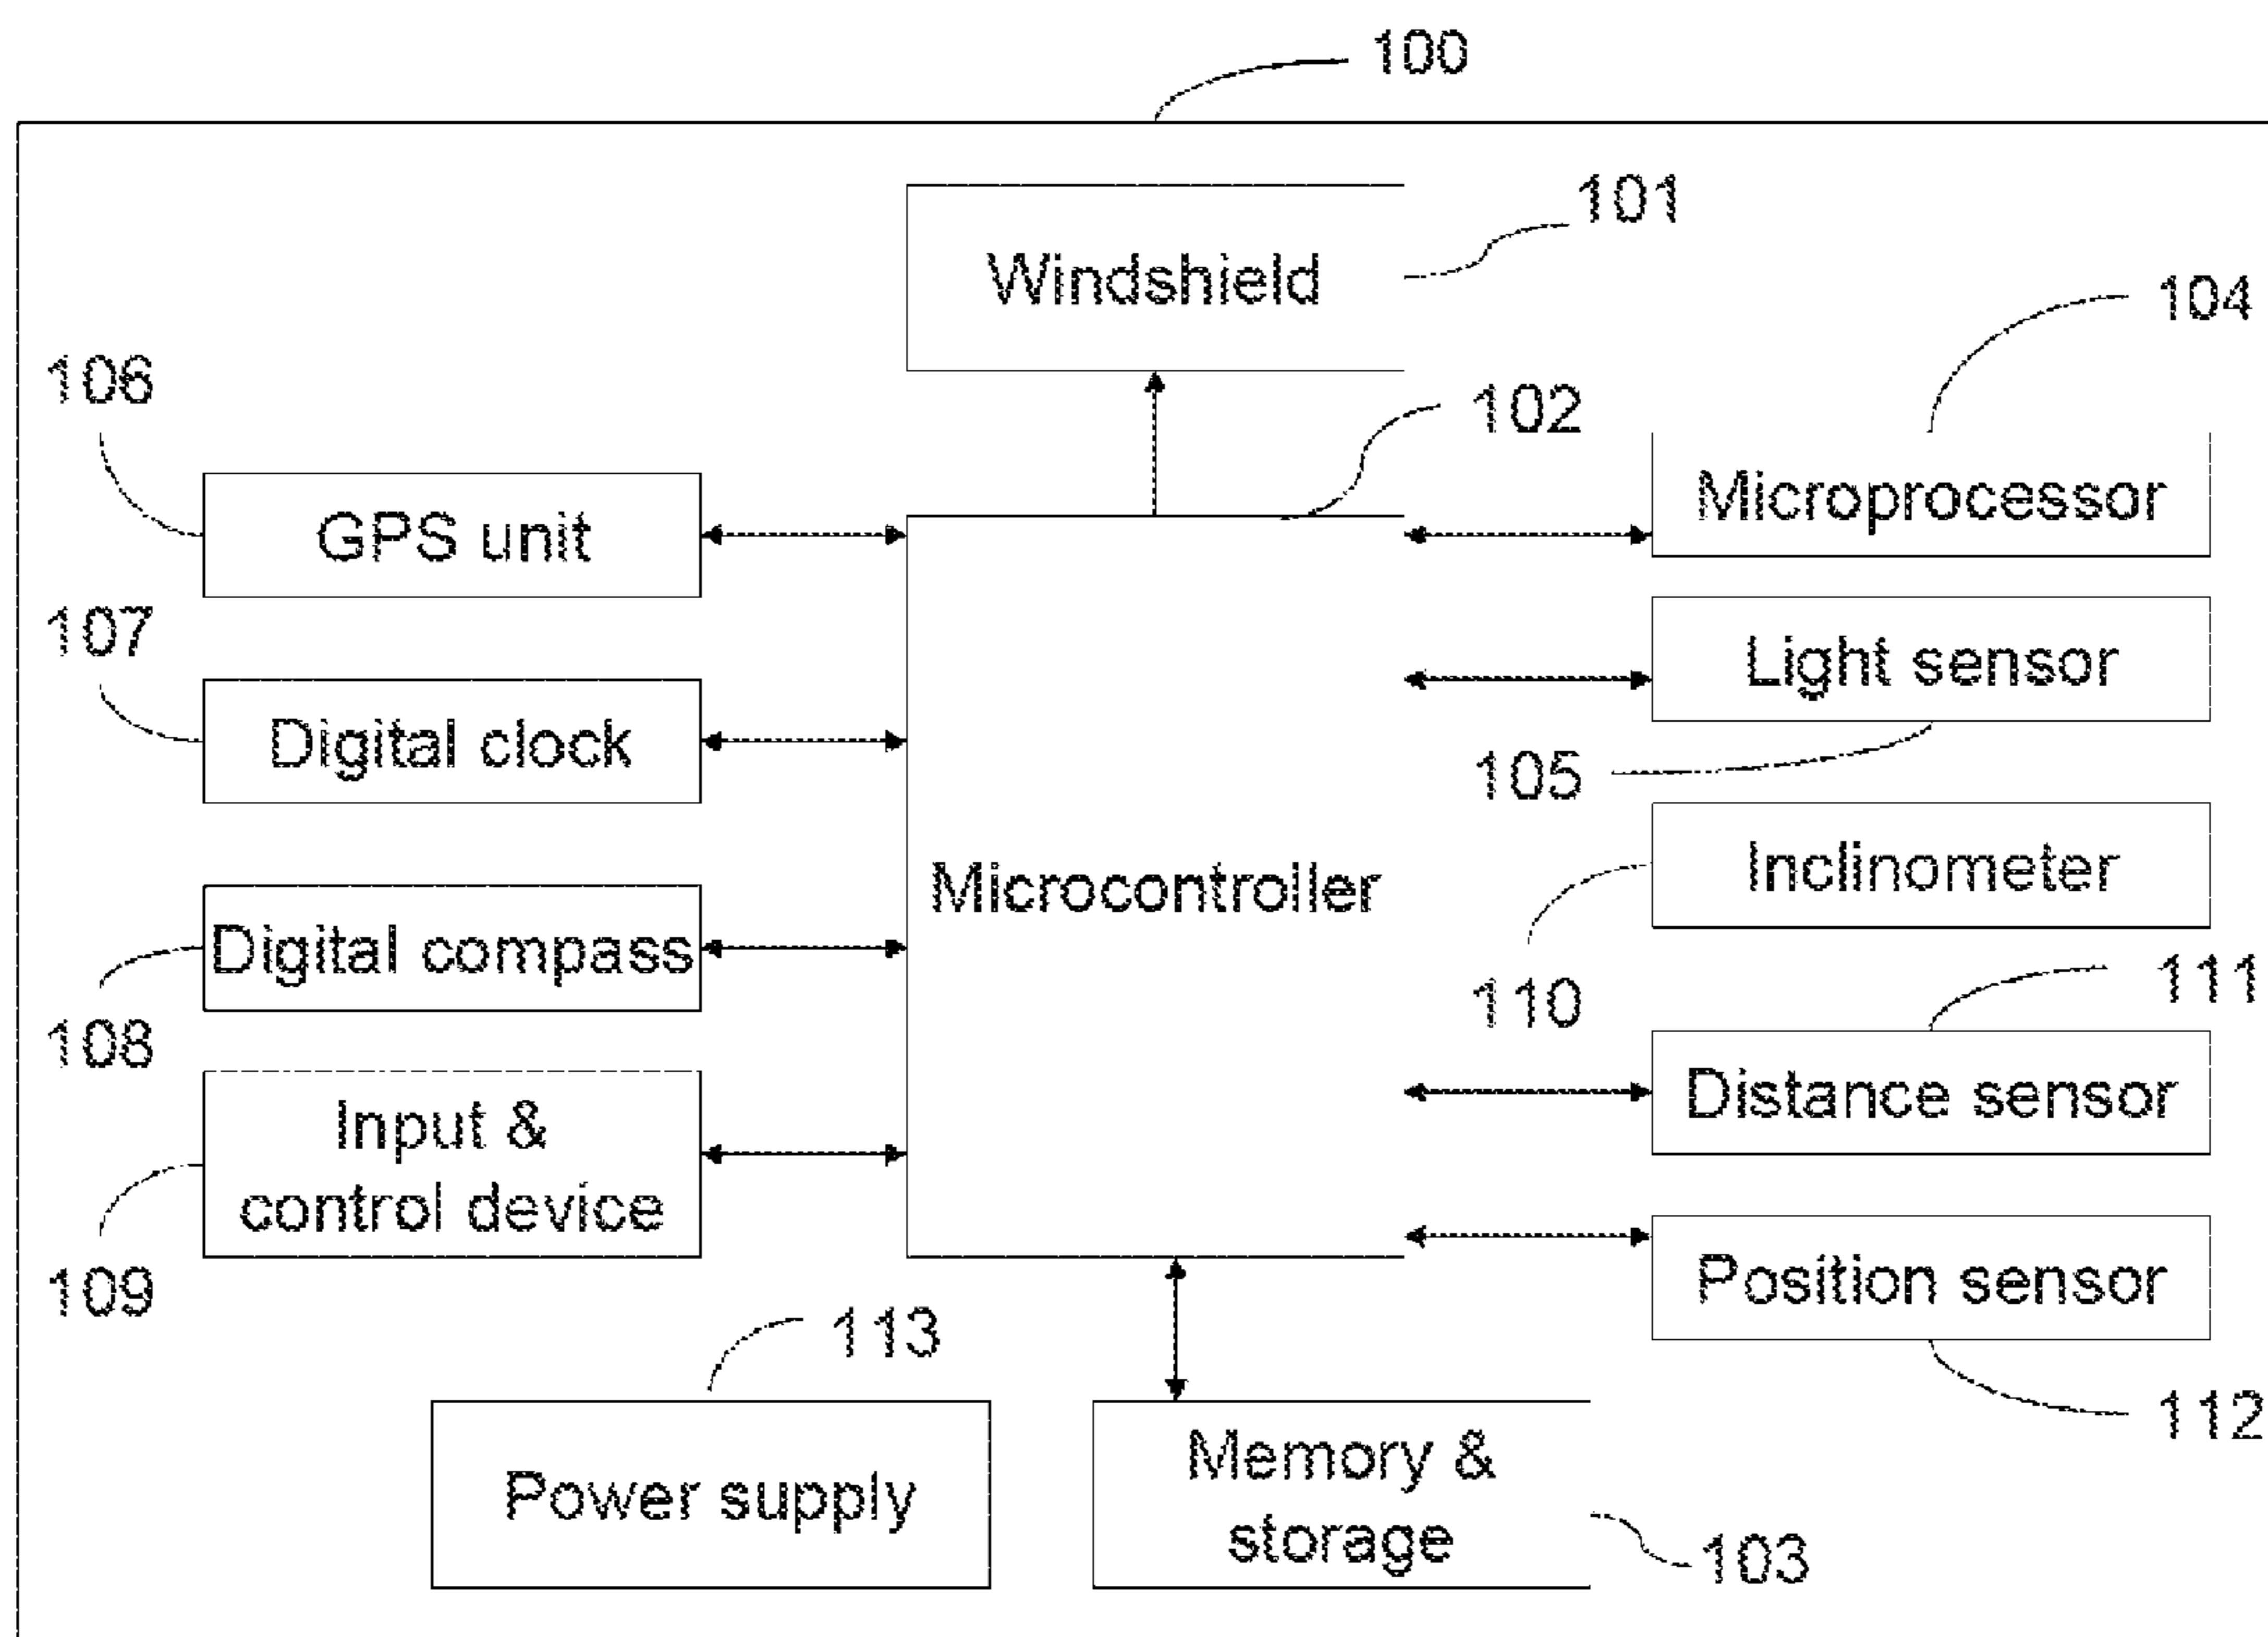 100
Windshield
101
104
106
102
GPS unit
Microprocessor
107
Light sensor
Digital clock
105
Microcontroller
Inclinometer
Digital compass
110
111
108
Input &
control device
Distance sensor
109
Position sensor
113
112
Power supply
Memory &
storage
103